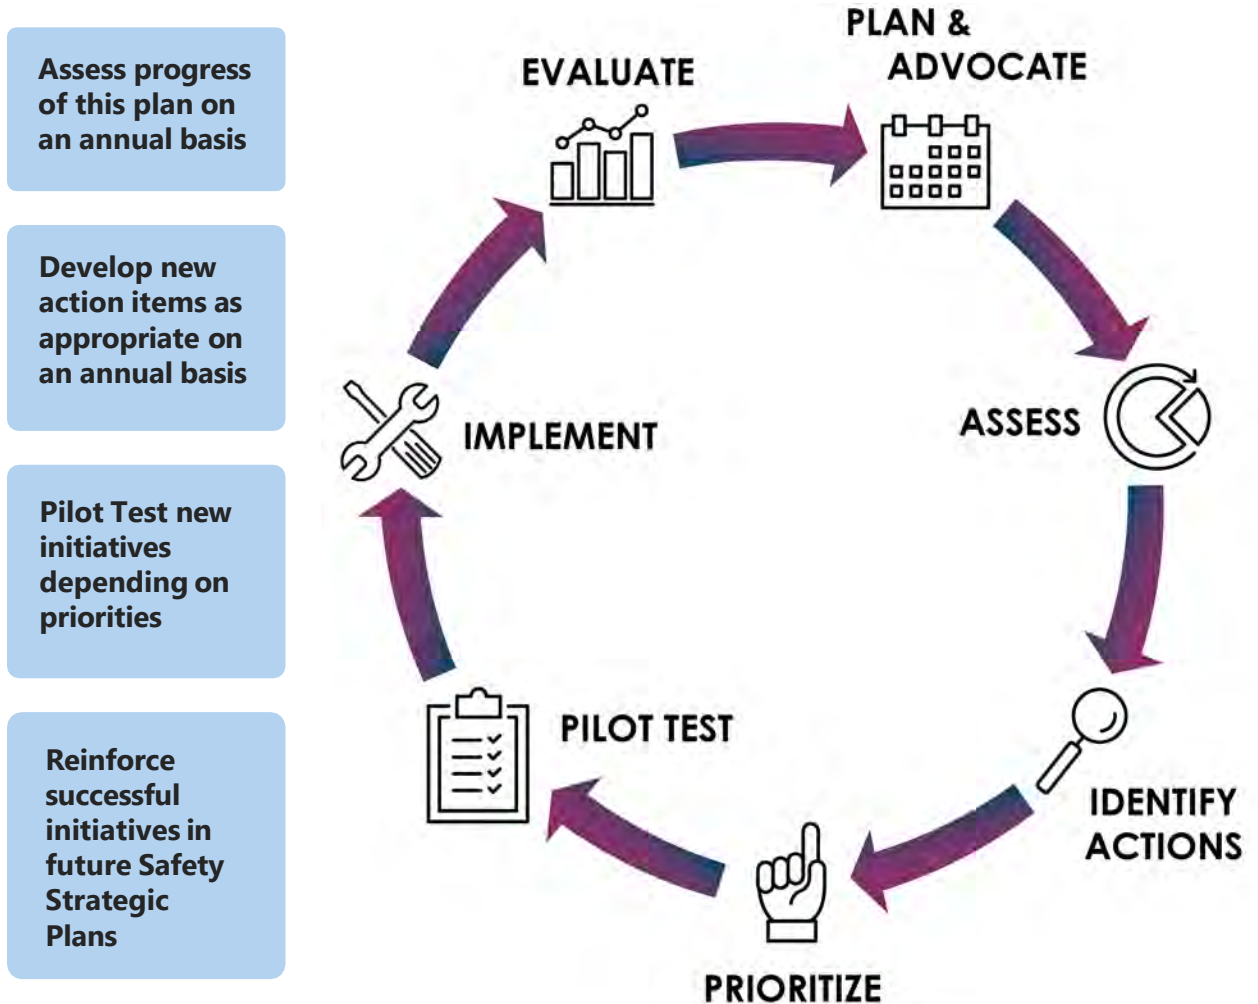 Assess progress
of this plan on
an annual basis
Develop new
action items as
appropriate on
an annual basis
Pilot Test new
initiatives
depending on
priorities
Reinforce
successful
initiatives in
future Safety
Strategic
Plans
PLAN &
ADVOCATE
ASSESS
IDENTIFY
ACTIONS
PRIORITIZE
PILOT TEST
IMPLEMENT
EVALUATE